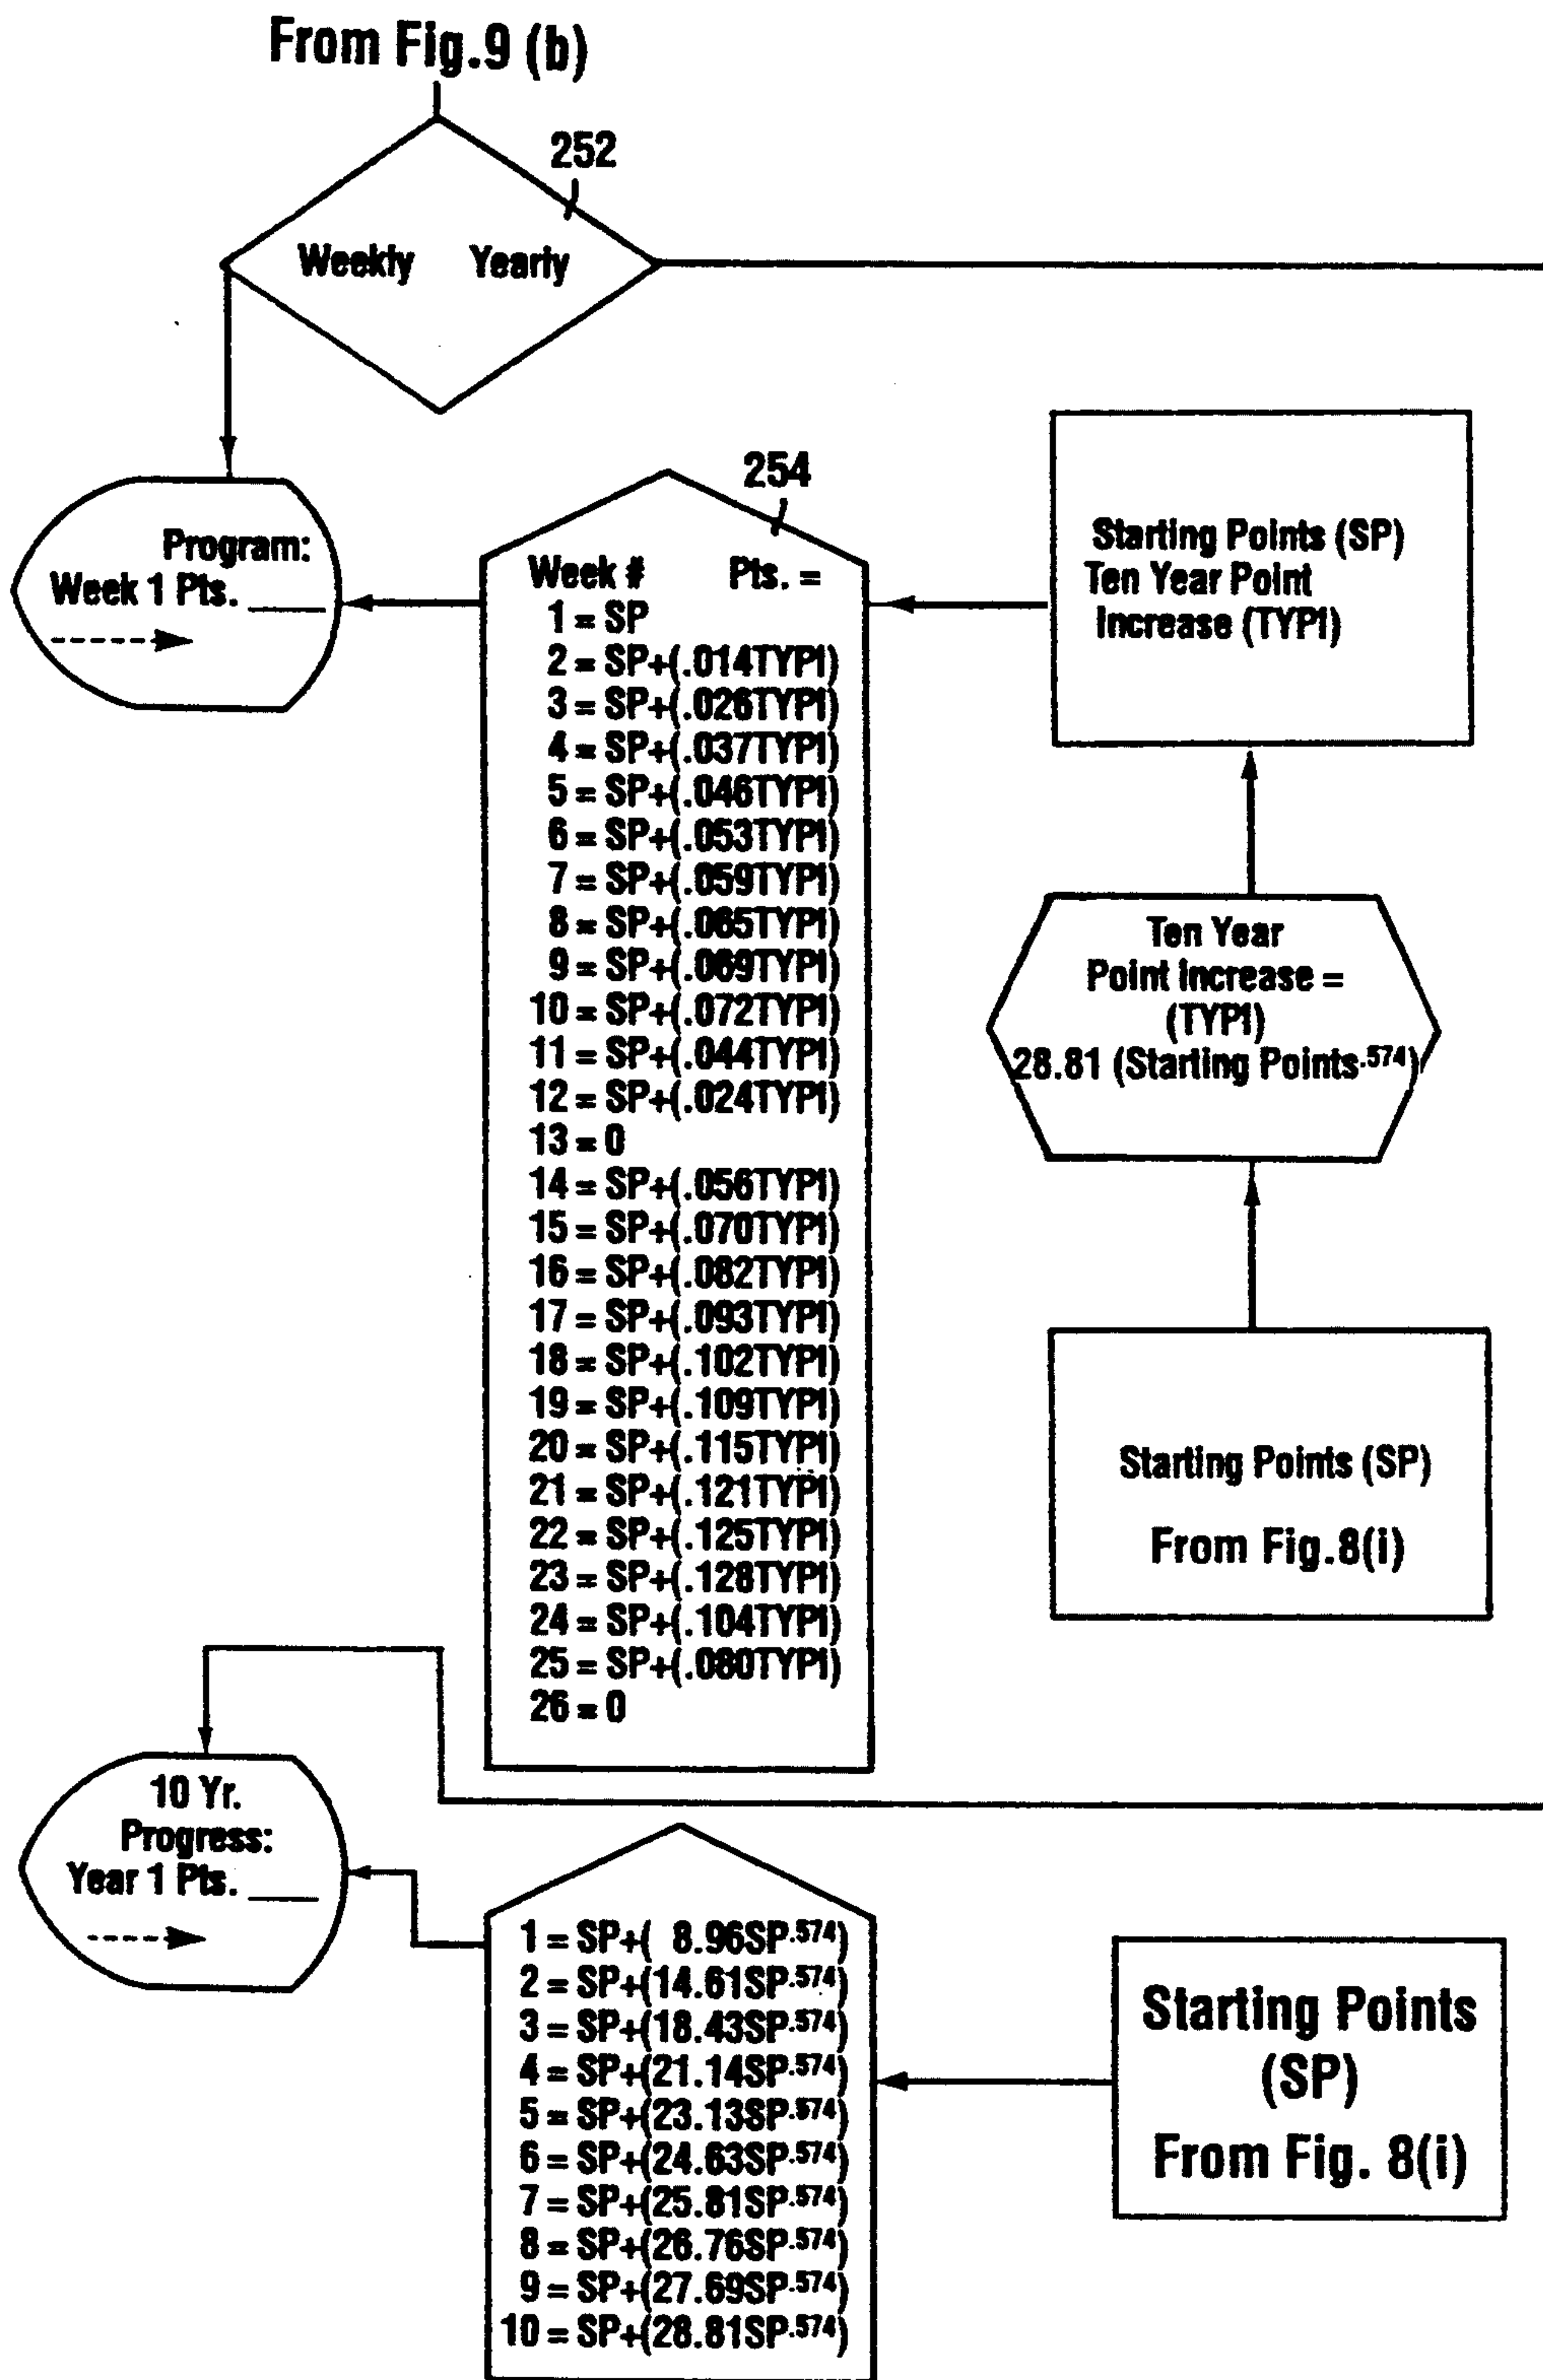 From Fig.9 (b)
252
Weekly Yearly
Program:
Week 1 Pts. ____
254
Week # Pts. =
1 = SP
2 = SP+(.014TYPI)
3 = SP+(.026TYPI)
4 = SP+(.037TYPI)
5 = SP+(.046TYPI)
6 = SP+(.053TYPI)
7 = SP+(.059TYPI)
8 = SP+(.065TYPI)
9 = SP+(.069TYPI)
10 = SP+(.072TYPI)
11 = SP+(.044TYPI)
12 = SP+(.024TYPI)
13 = 0
14 = SP+(.056TYPI)
15 = SP+(.070TYPI)
16 = SP+(.082TYPI)
17 = SP+(.093TYPI)
18 = SP+(.102TYPI)
19 = SP+(.109TYPI)
20 = SP+(.115TYPI)
21 = SP+(.121TYPI)
22 = SP+(.125TYPI)
23 = SP+(.128TYPI)
24 = SP+(.104TYPI)
25 = SP+(.080TYPI)
26 = 0
Starting Points (SP)
Ten Year Point
Increase (TYPI)
Ten Year
Point Increase =
(TYPI)
28.81 (Starting Points.574)
Starting Points (SP)
From Fig.8(i)
10 Yr.
Progress:
Year 1 Pts. ____
1 = SP+( 8.96SP.574)
2 = SP+(14.61SP.574)
3 = SP+(18.43SP.574)
4 = SP+(21.14SP.574)
5 = SP+(23.13SP.574)
6 = SP+(24.63SP.574)
7 = SP+(25.81SP.574)
8 = SP+(26.76SP.574)
9 = SP+(27.69SP.574)
10 = SP+(28.81SP.574)
Starting Points
(SP)
From Fig. 8(i)